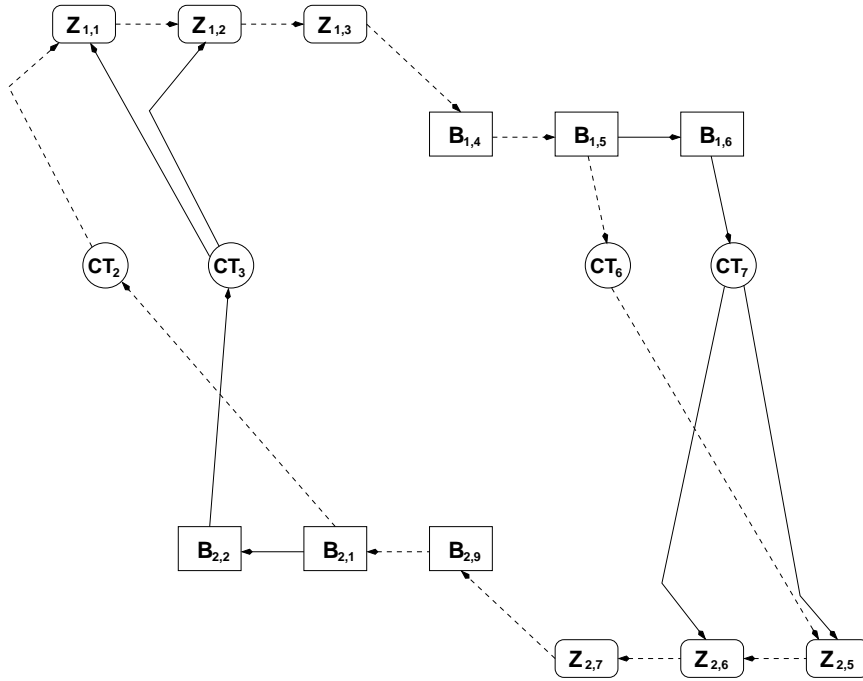 Z1,1 Z1,2 Z1,3
B1,4 B1,5 B1,6
CT2 CT3 CT6 CT7
B2,2 B2,1 B2,9
Z2,7 Z2,6 Z2,5